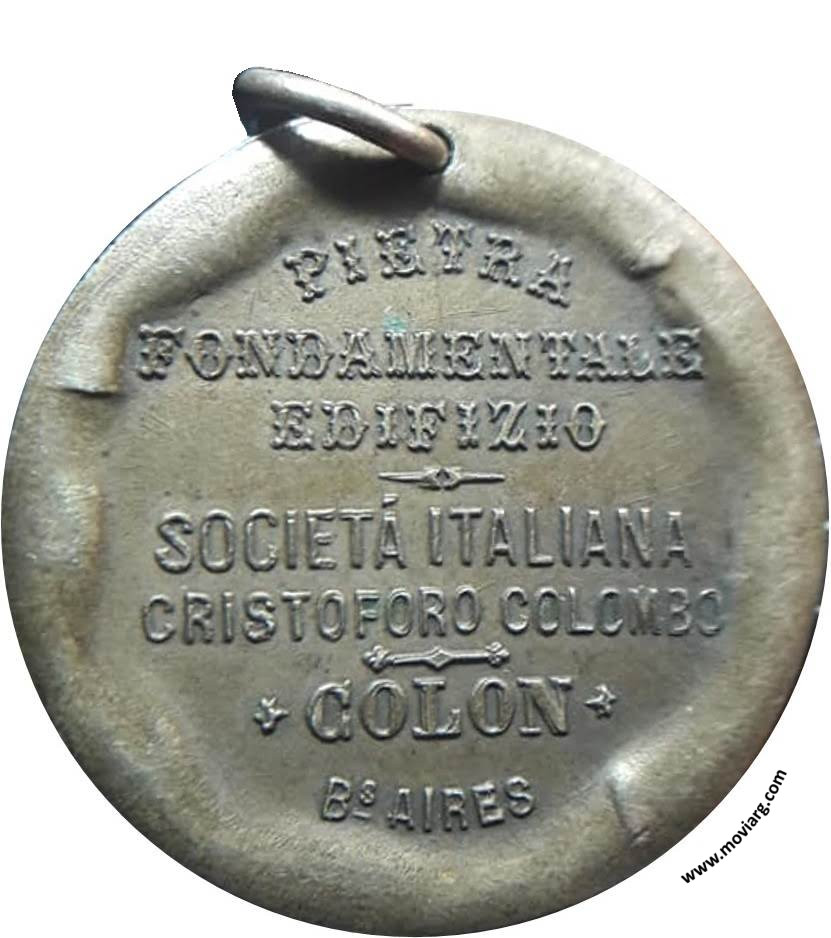 PIETRA
FONDAMENTALE
EDIFIZIO
SOCIETÁ ITALIANA
CRISTOFORO COLOMBO
COLON
Bs AIRES
www.moviarg.com